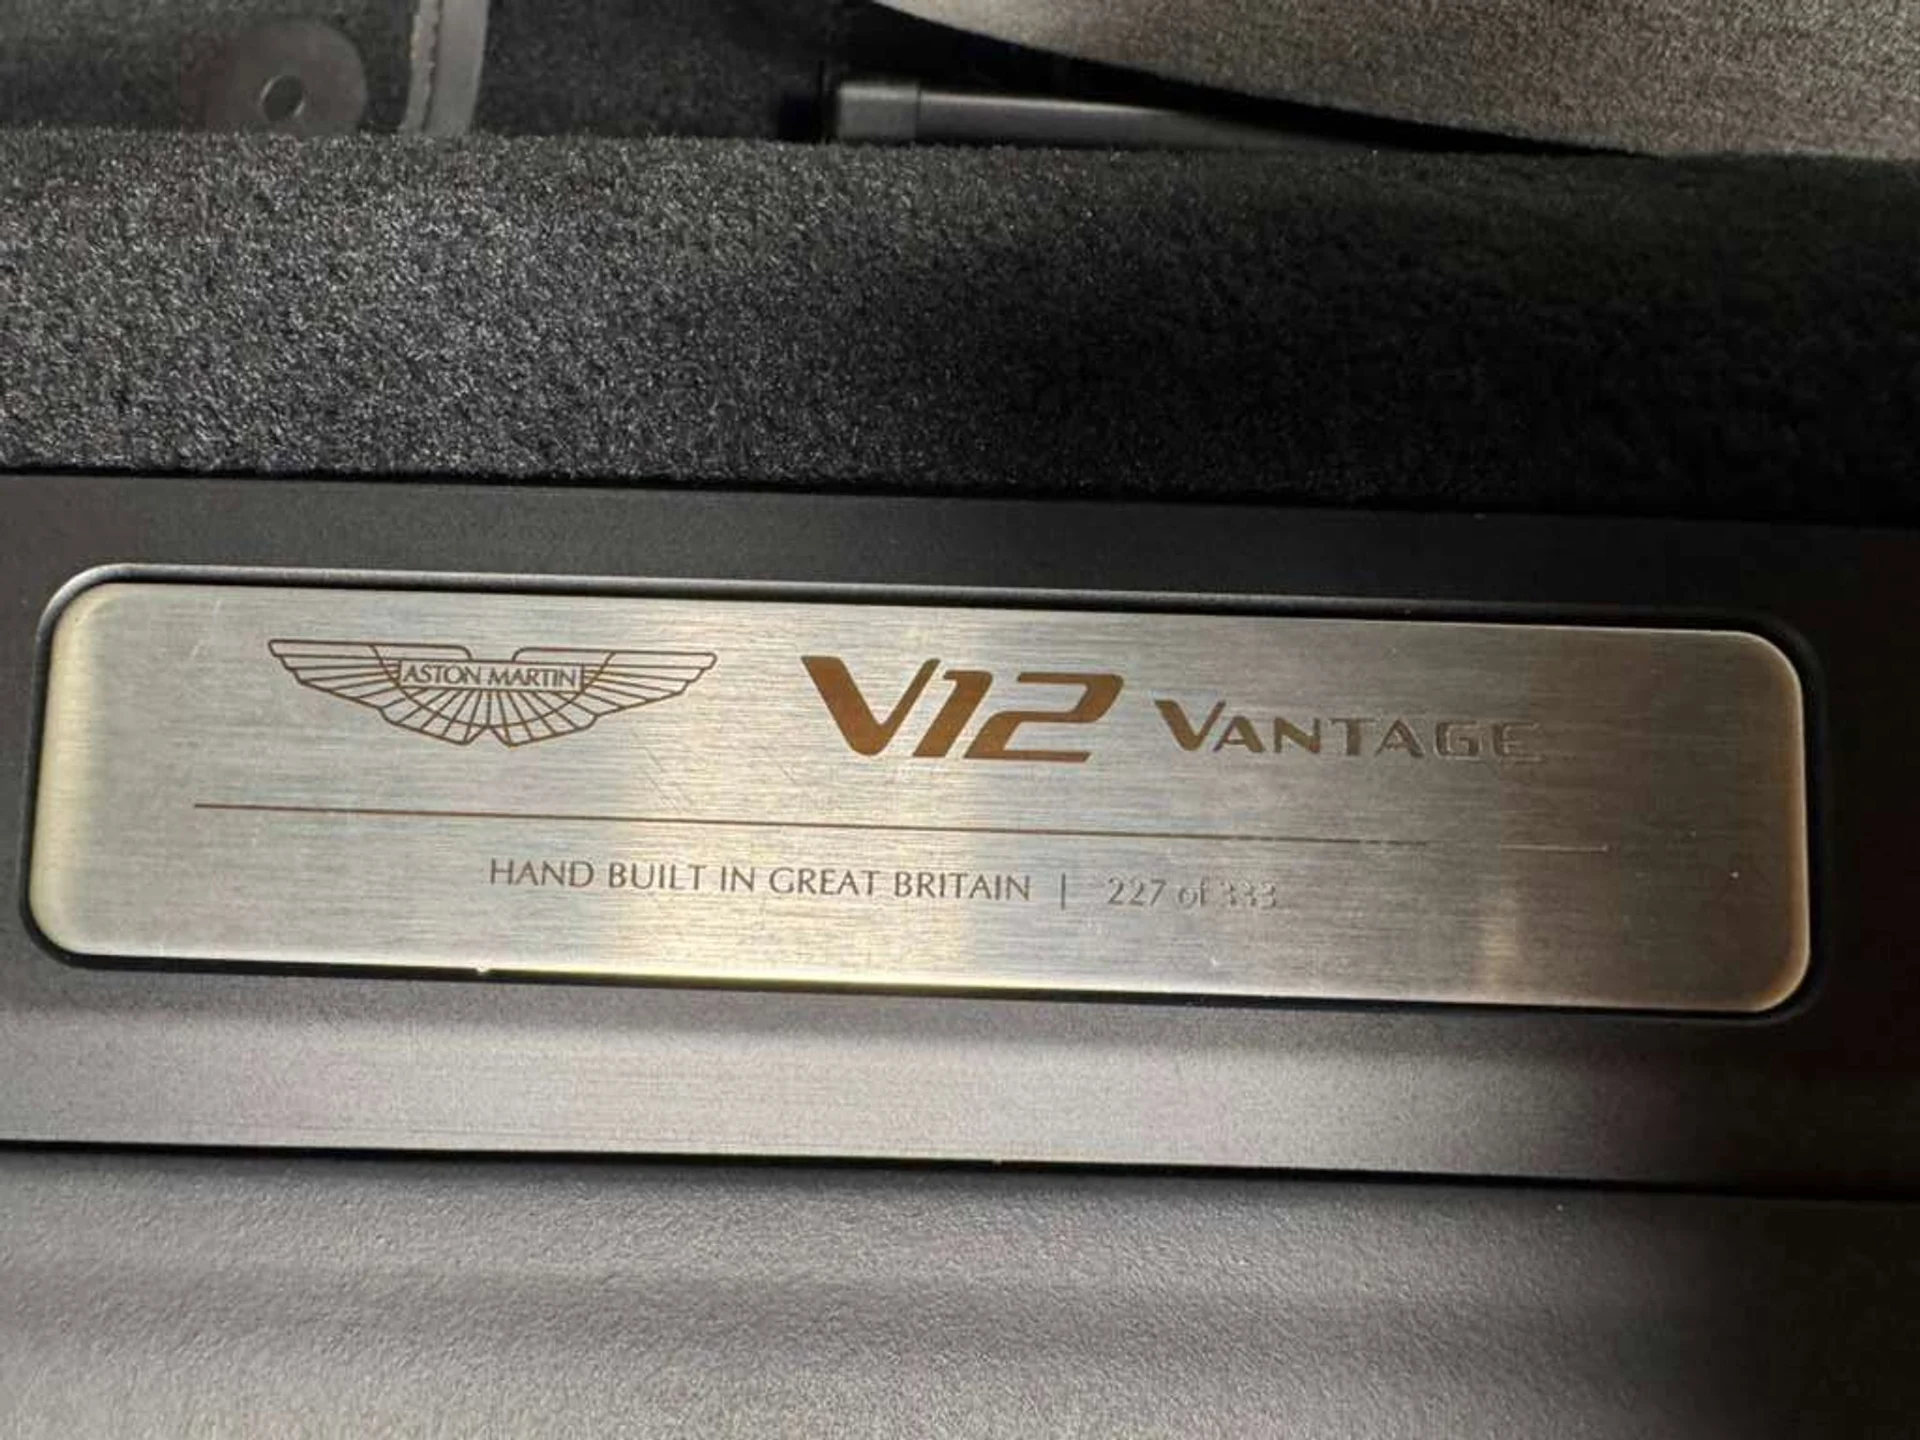 ASTON MARTIN V12 VANTAGE
HAND BUILT IN GREAT BRITAIN | 227 of 333